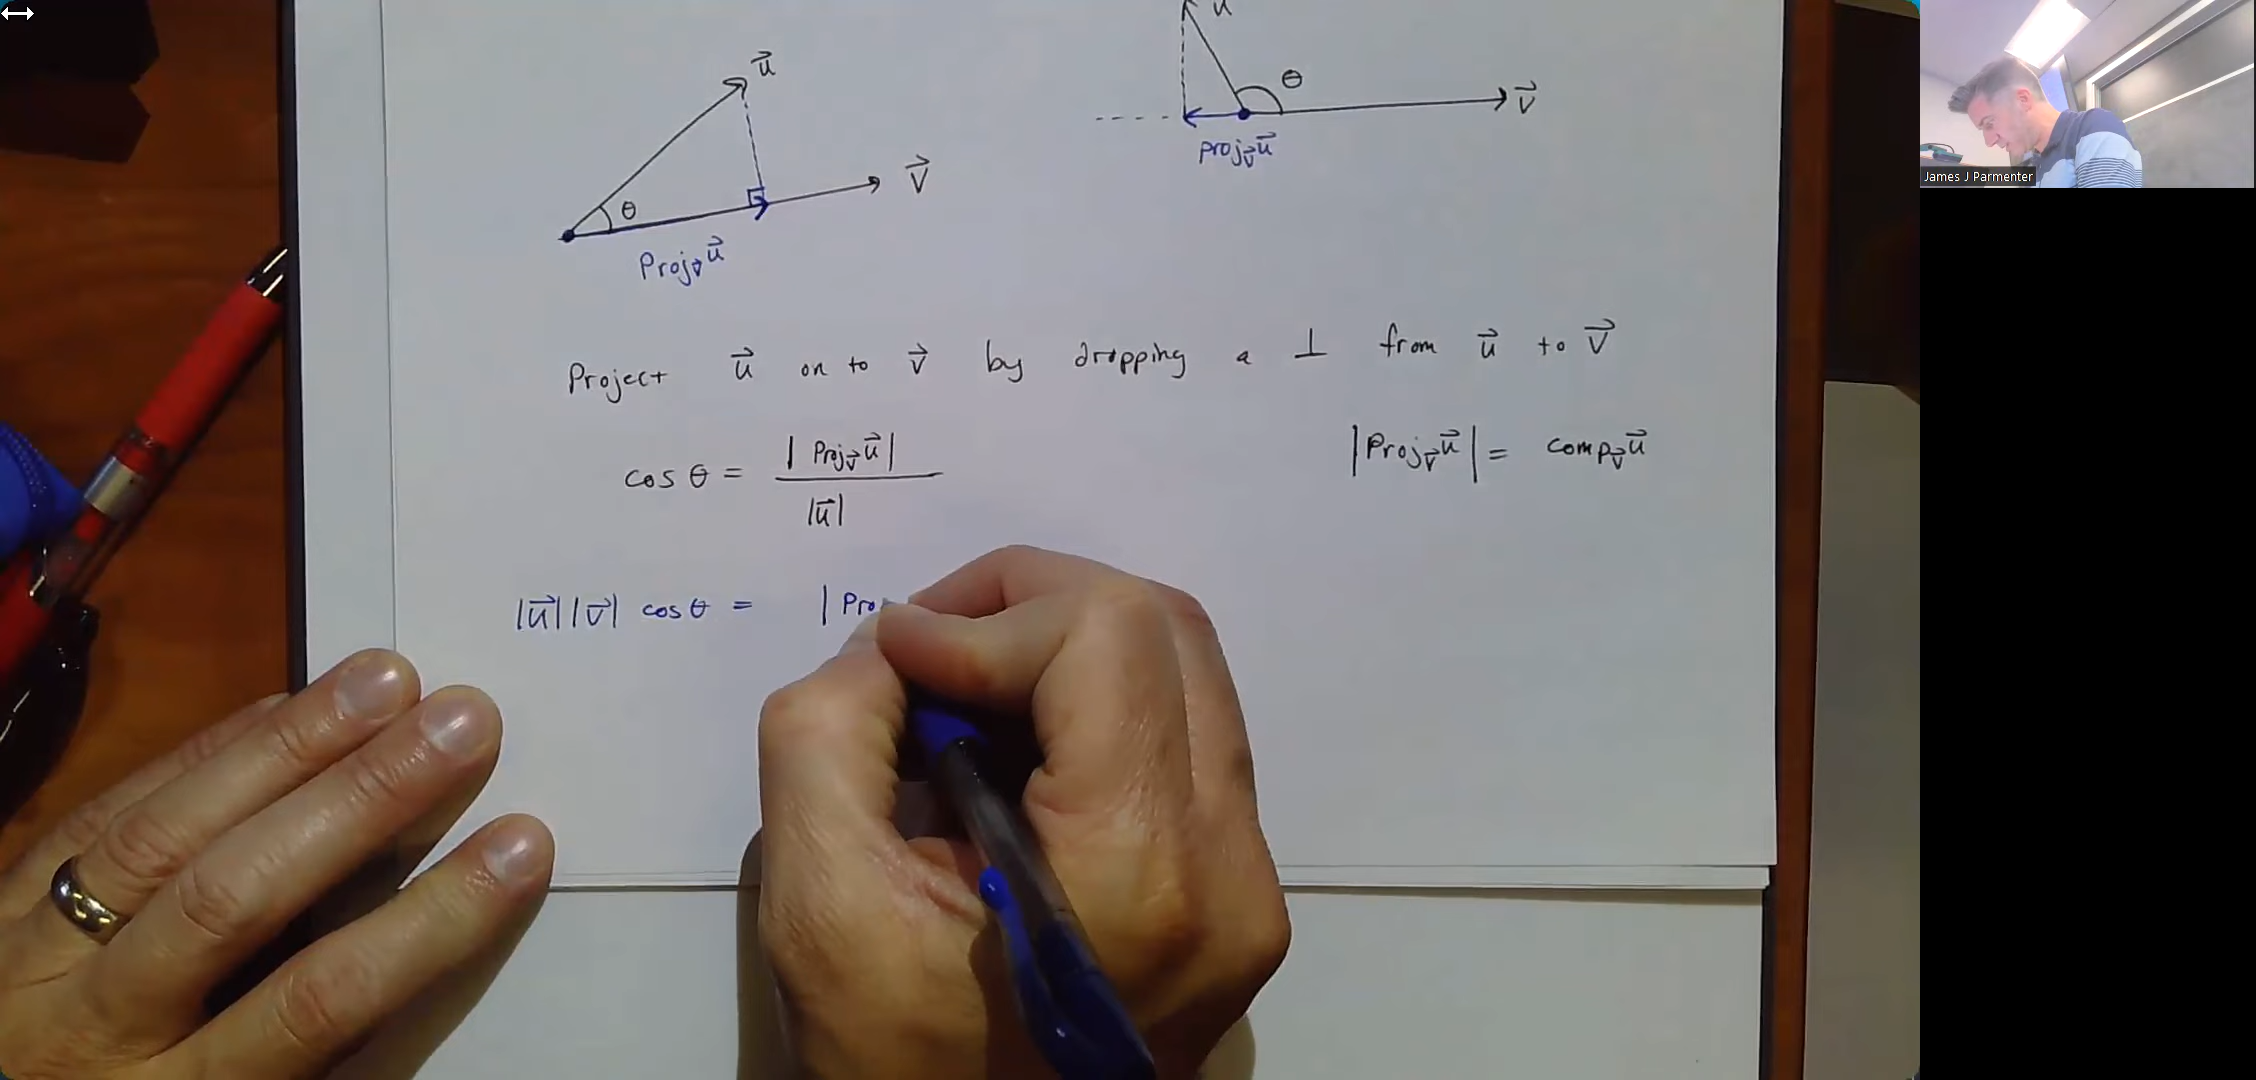 u⃗
u
θ
v⃗
proj_v⃗ u⃗
v⃗
θ
Proj_v⃗ u⃗
James J Parmenter
Project u⃗ on to v⃗ by dropping a ⊥ from u⃗ to v⃗
cos θ = | Proj_v⃗ u⃗ | / |u⃗|
|Proj_v⃗ u⃗| = comp_v⃗ u⃗
|u⃗||v⃗| cos θ = | Pro